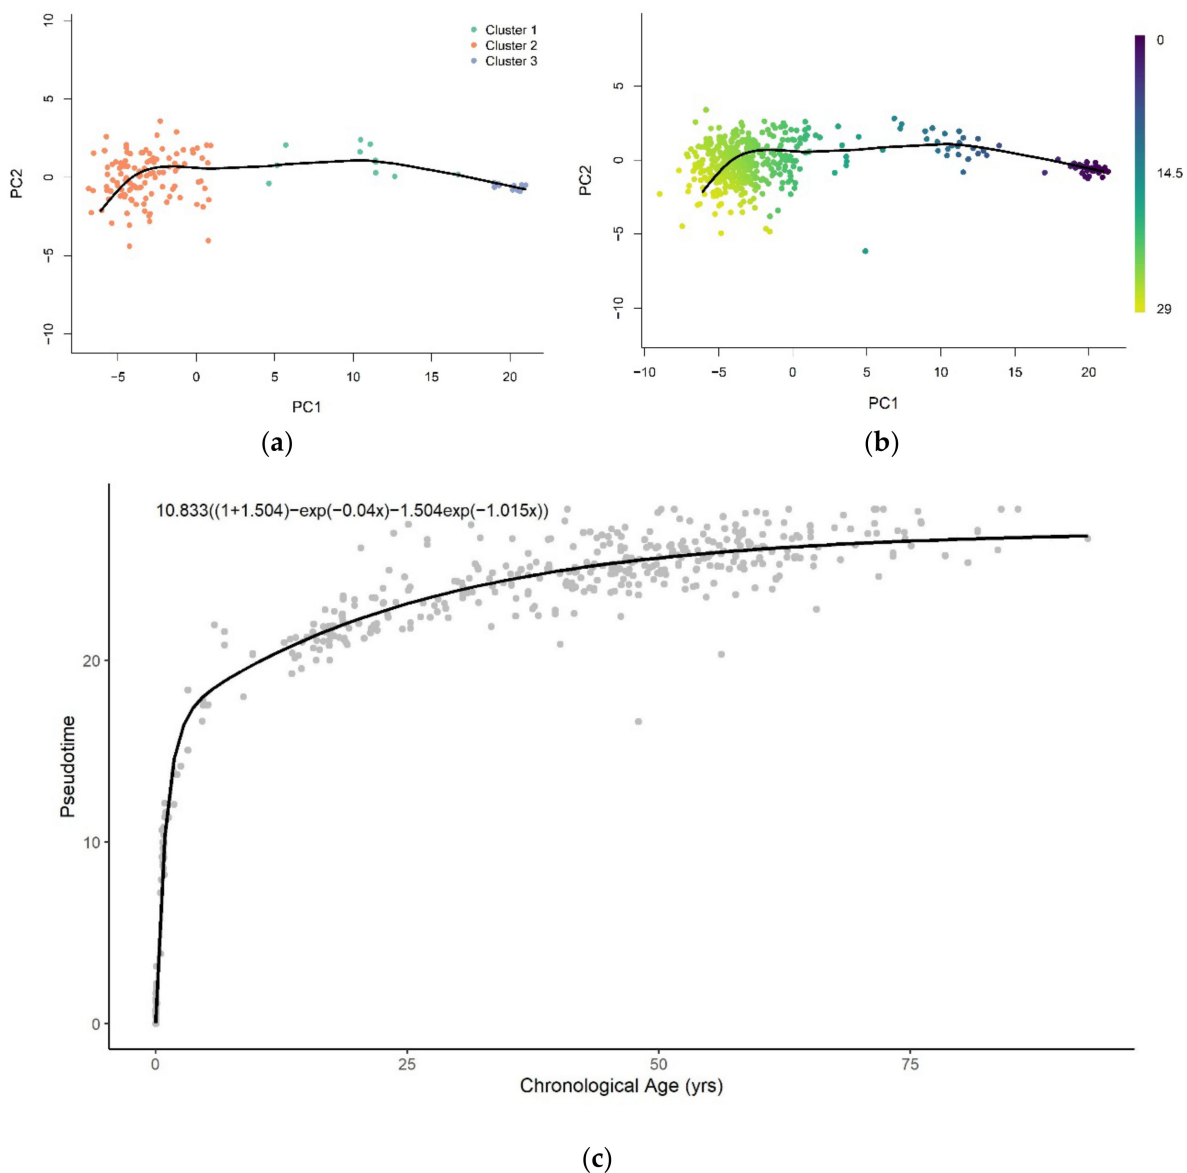 Cluster 1
Cluster 2
Cluster 3
10
5
0
−5
−10
PC2
−5
0
5
10
15
20
PC1
(a)
5
0
−5
−10
PC2
−10
−5
0
5
10
15
20
PC1
0
14.5
29
(b)
10.833((1+1.504)−exp(−0.04x)−1.504exp(−1.015x))
20
10
0
Pseudotime
0
25
50
75
Chronological Age (yrs)
(c)